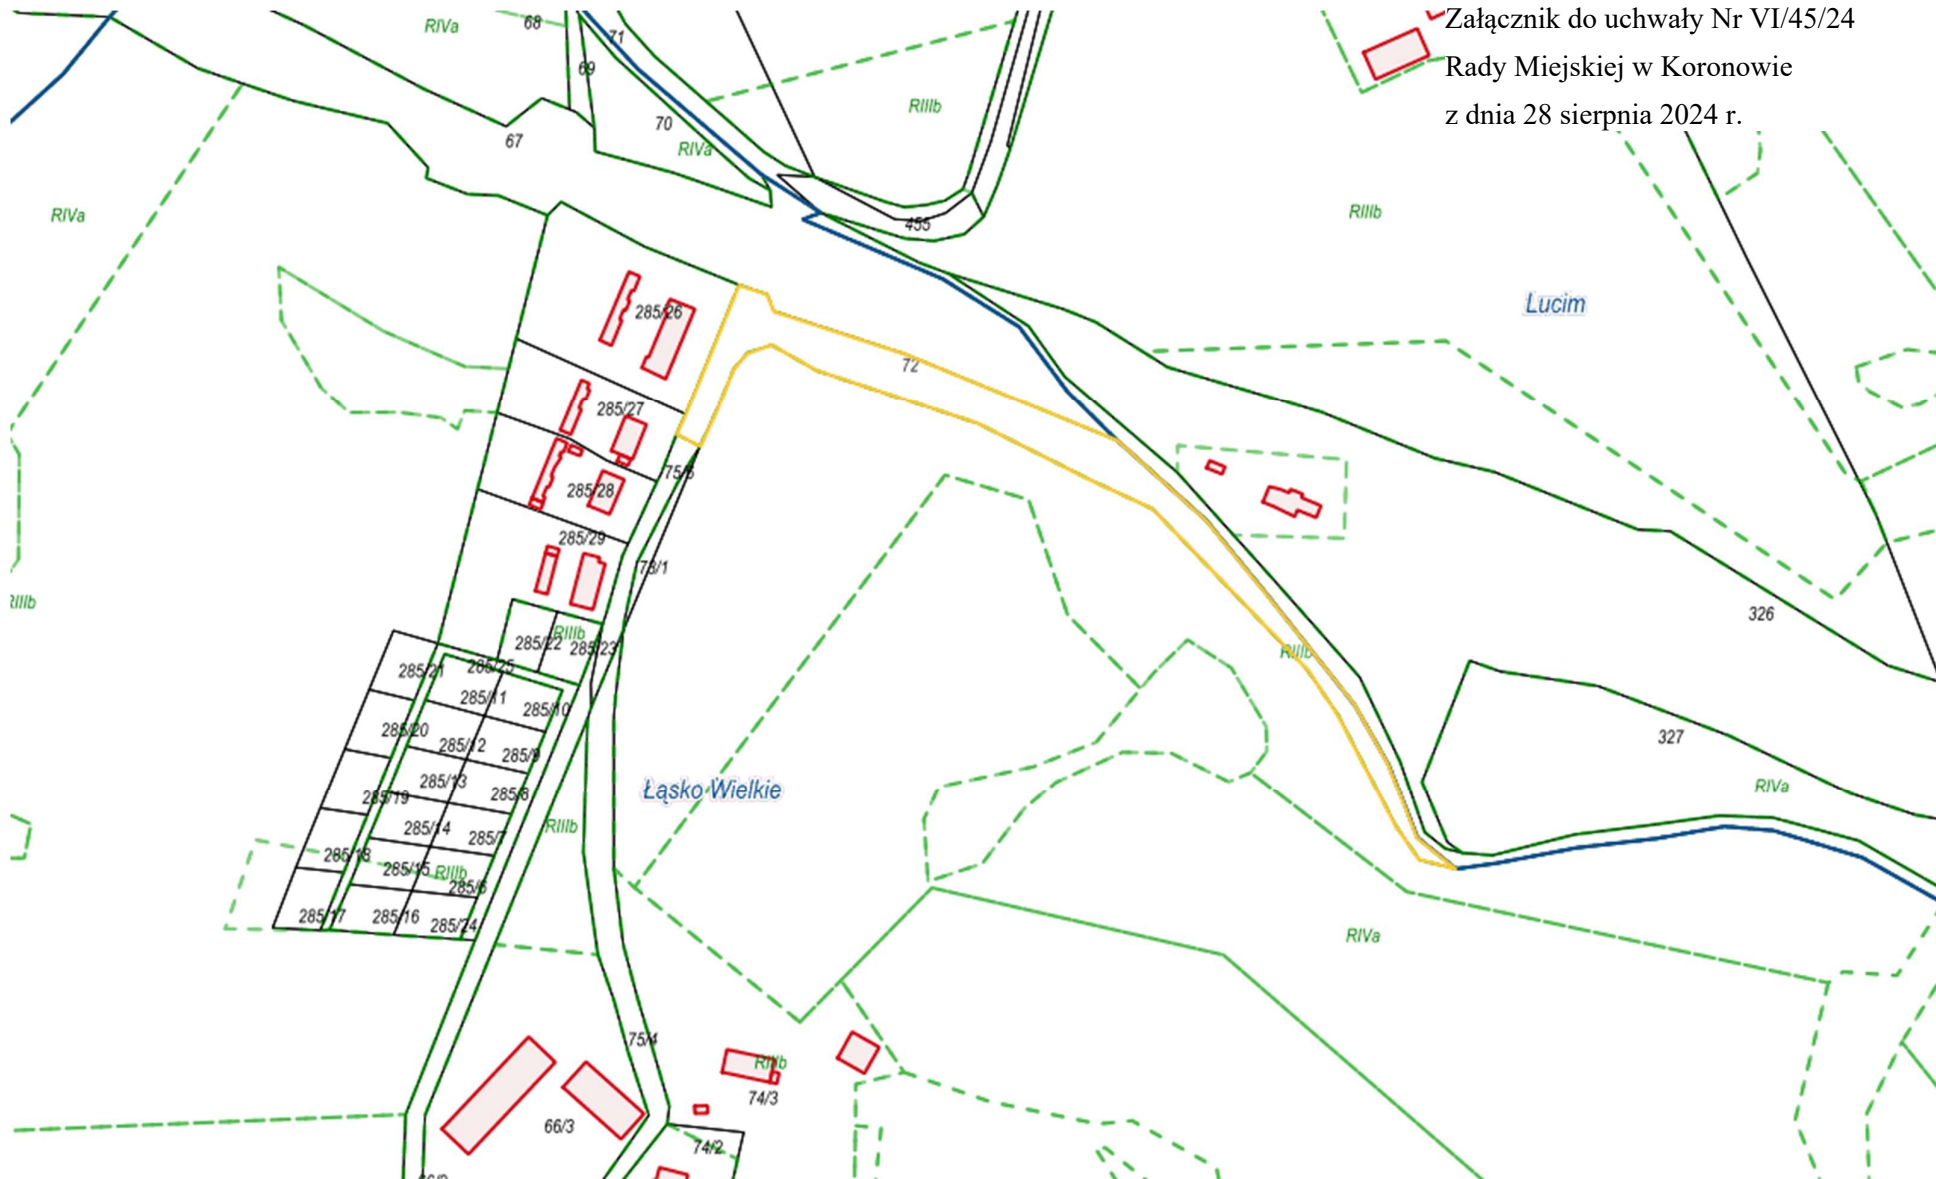 Załącznik do uchwały Nr VI/45/24
Rady Miejskiej w Koronowie
z dnia 28 sierpnia 2024 r.
68
RIVa
71
69
RIIIb
70
67
RIVa
RIVa
RIIIb
455
Lucim
285/26
72
285/27
75/5
285/28
285/29
73/1
RIIIb
326
RIIIb
285/22
285/23
RIIIb
285/25
285/21
285/11
285/10
285/20
285/12
285/9
327
285/13
Łąsko Wielkie
RIVa
285/8
285/19
285/14
RIIIb
285/7
285/18
285/15
RIIIb
285/6
285/17
285/16
285/24
RIVa
75/4
RIIIb
74/3
66/3
74/2